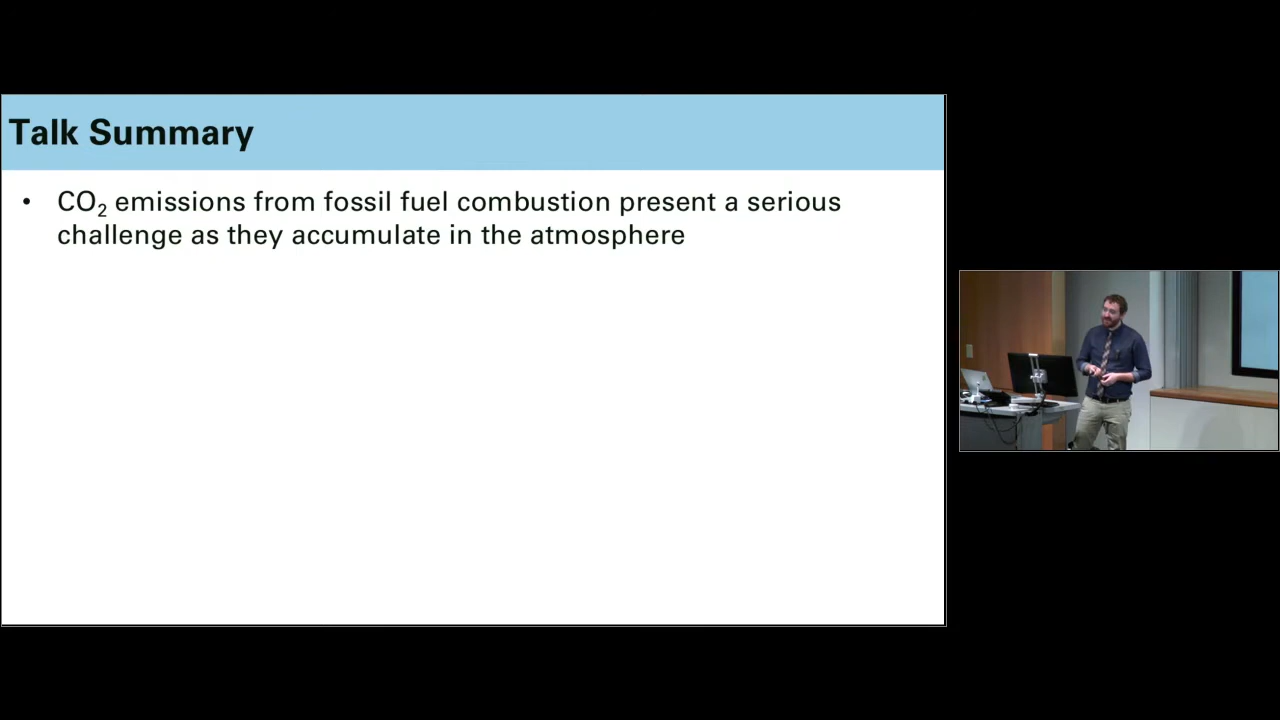 Talk Summary
• CO₂ emissions from fossil fuel combustion present a serious
challenge as they accumulate in the atmosphere